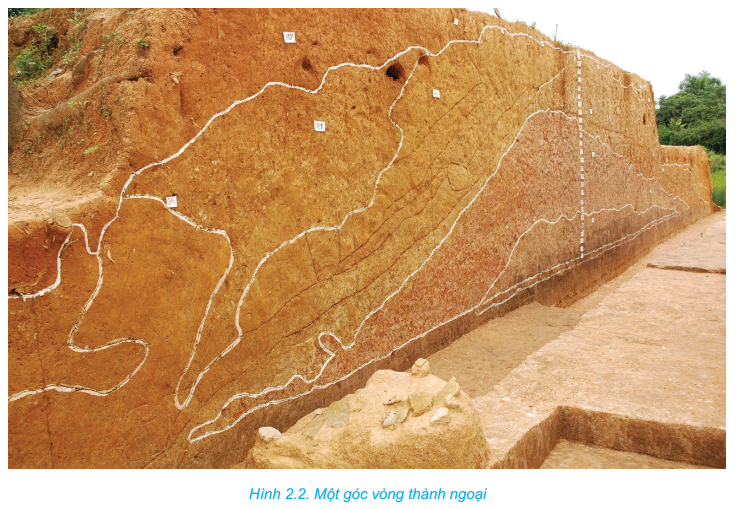 Hình 2.2. Một góc vòng thành ngoại